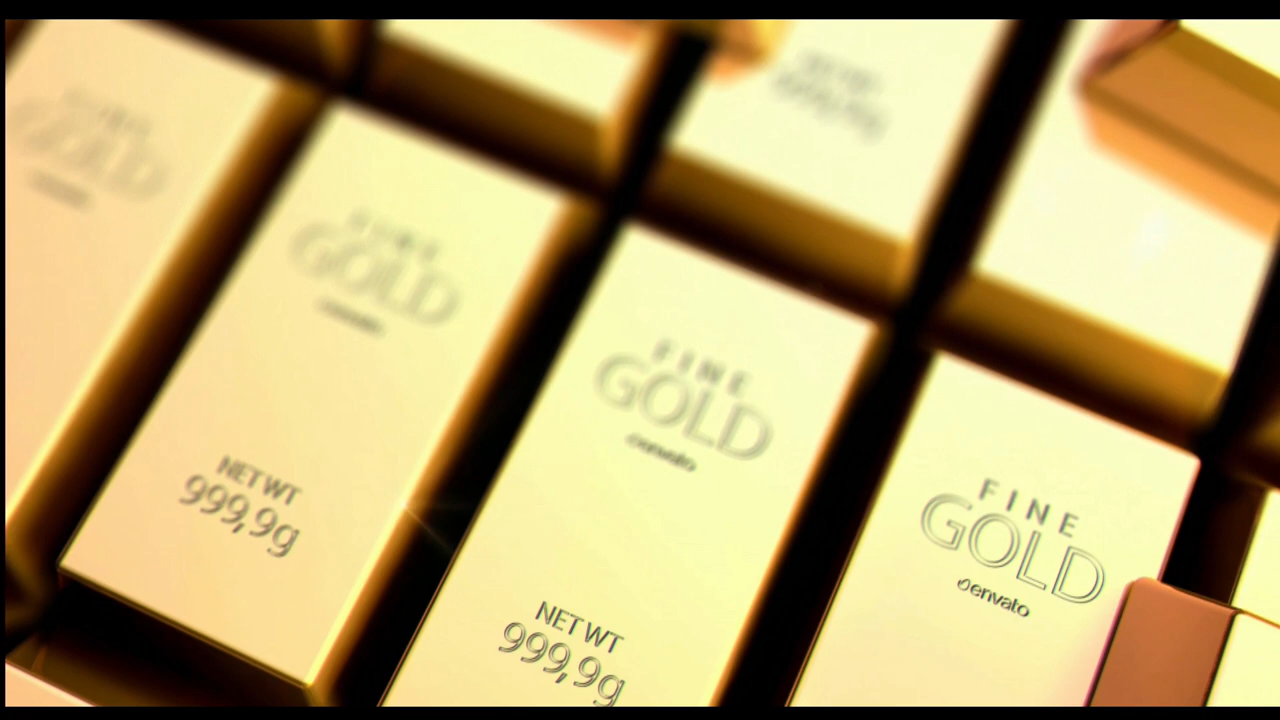 FINE
GOLD
envato
NET WT
999,9g
FINE
GOLD
envato
NET WT
999,9g
FINE
GOLD
envato